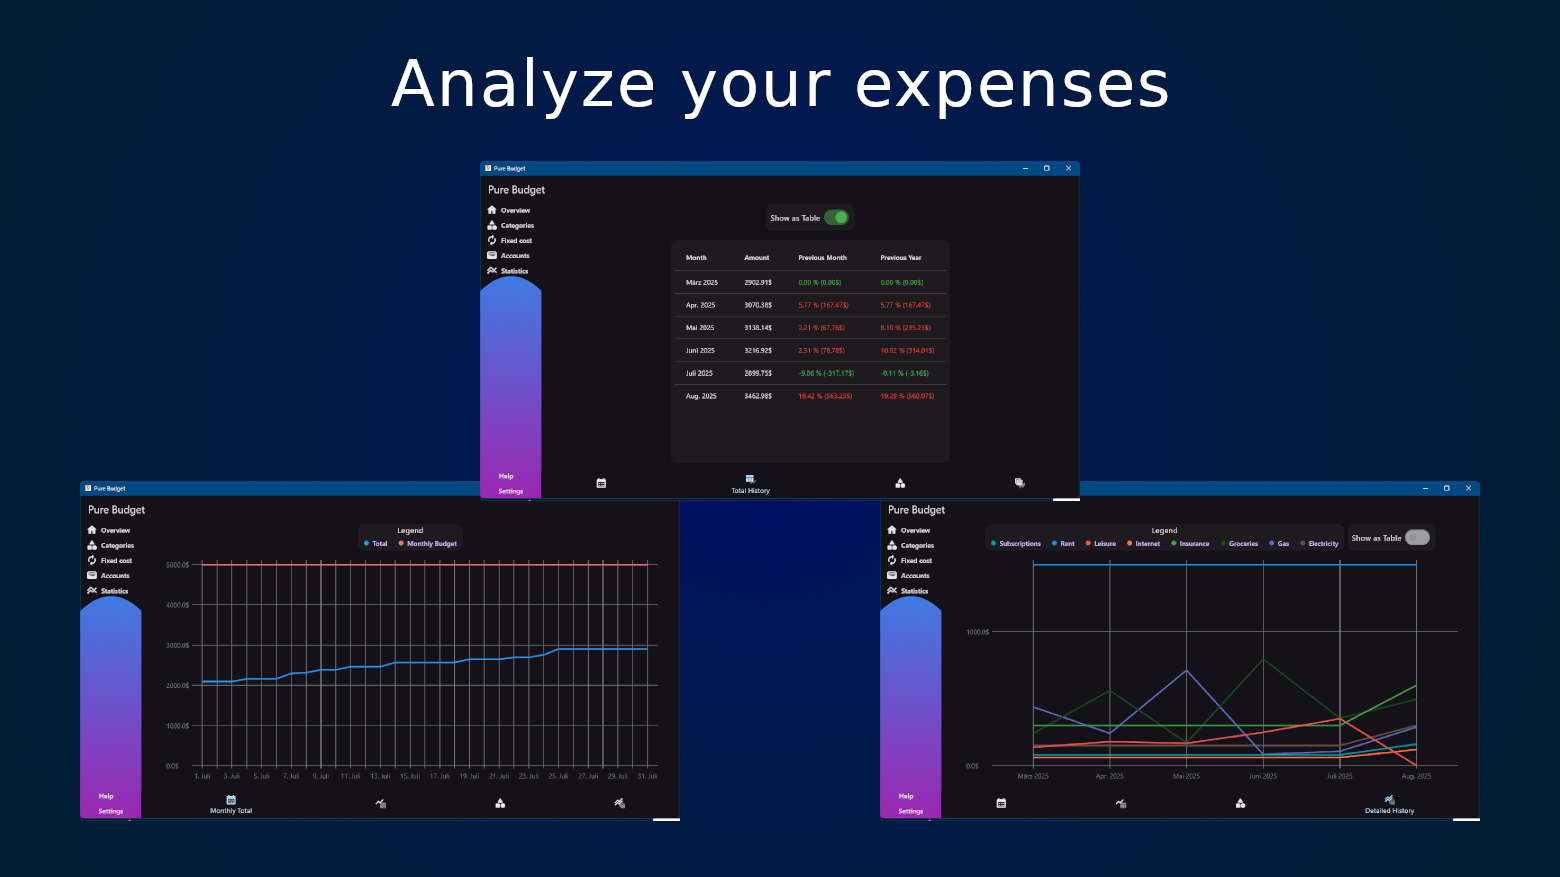 Analyze your expenses
Pure Budget
Pure Budget
Overview
Categories
Fixed cost
Accounts
Statistics
Help
Settings
Show as Table
Month Amount Previous Month Previous Year
März 2025 2902.91$ 0.00 % (0.00$) 0.00 % (0.00$)
Apr. 2025 3070.38$ 5.77 % (167.47$) 5.77 % (167.47$)
Mai 2025 3138.14$ 2.21 % (67.76$) 8.10 % (235.23$)
Juni 2025 3216.92$ 2.51 % (78.78$) 10.82 % (314.01$)
Juli 2025 2899.75$ -9.86 % (-317.17$) -0.11 % (-3.16$)
Aug. 2025 3462.98$ 19.42 % (563.23$) 19.29 % (560.07$)
Total History
Pure Budget
Pure Budget
Overview
Categories
Fixed cost
Accounts
Statistics
Help
Settings
Legend
Total Monthly Budget
5000.0$
4000.0$
3000.0$
2000.0$
1000.0$
0.0$
1. Juli 3. Juli 5. Juli 7. Juli 9. Juli 11. Juli 13. Juli 15. Juli 17. Juli 19. Juli 21. Juli 23. Juli 25. Juli 27. Juli 29. Juli 31. Juli
Monthly Total
Pure Budget
Overview
Categories
Fixed cost
Accounts
Statistics
Help
Settings
Legend
Subscriptions Rent Leisure Internet Insurance Groceries Gas Electricity
Show as Table
1000.0$
0.0$
März 2025 Apr. 2025 Mai 2025 Juni 2025 Juli 2025 Aug. 2025
Detailed History